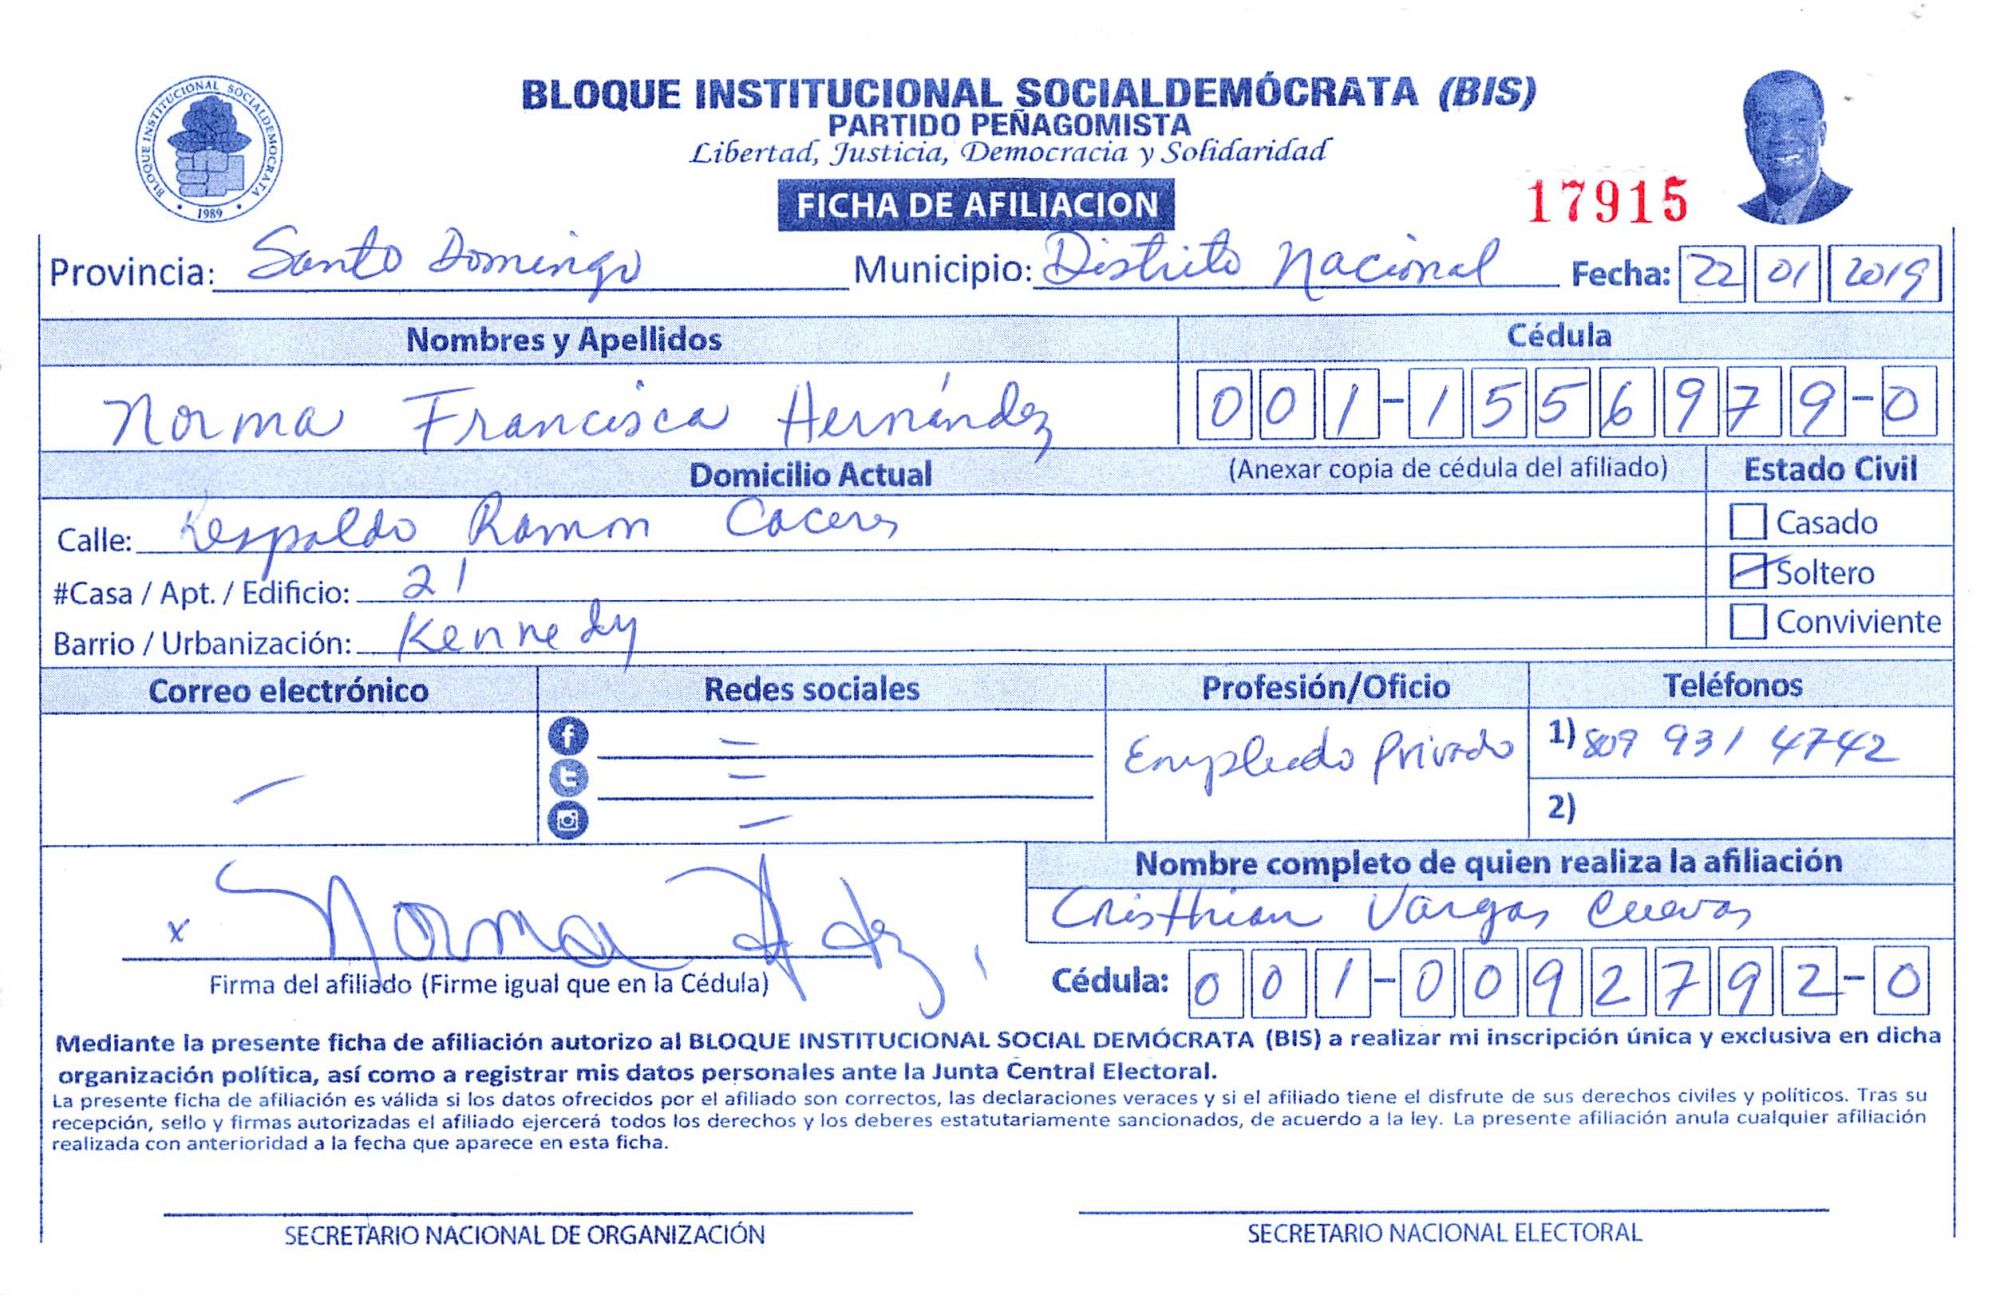 BLOQUE INSTITUCIONAL SOCIALDEMÓCRATA (BIS)
PARTIDO PEÑAGOMISTA
Libertad, Justicia, Democracia y Solidaridad
BLOQUE INSTITUCIONAL SOCIALDEMOCRATA
1989
FICHA DE AFILIACION
17915
Provincia: Santo Domingo Municipio: Distrito Nacional Fecha: 22 01 2019
Nombres y Apellidos Cédula
Norma Francisca Hernández 001-1556979-0
Domicilio Actual (Anexar copia de cédula del afiliado) Estado Civil
Calle: Respaldo Ramon Caceres Casado
#Casa / Apt. / Edificio: 21 Soltero
Barrio / Urbanización: Kennedy Conviviente
Correo electrónico Redes sociales Profesión/Oficio Teléfonos
— — Empleado Privado 1) 809 931 4742
—
— 2)
Nombre completo de quien realiza la afiliación
Cristhian Vargas Cuevas
x Norma Hdez.
Firma del afiliado (Firme igual que en la Cédula) Cédula: 001-0092792-0
Mediante la presente ficha de afiliación autorizo al BLOQUE INSTITUCIONAL SOCIAL DEMÓCRATA (BIS) a realizar mi inscripción única y exclusiva en dicha
organización política, así como a registrar mis datos personales ante la Junta Central Electoral.
La presente ficha de afiliación es válida si los datos ofrecidos por el afiliado son correctos, las declaraciones veraces y si el afiliado tiene el disfrute de sus derechos civiles y políticos. Tras su
recepción, sello y firmas autorizadas el afiliado ejercerá todos los derechos y los deberes estatutariamente sancionados, de acuerdo a la ley. La presente afiliación anula cualquier afiliación
realizada con anterioridad a la fecha que aparece en esta ficha.
SECRETARIO NACIONAL DE ORGANIZACIÓN SECRETARIO NACIONAL ELECTORAL